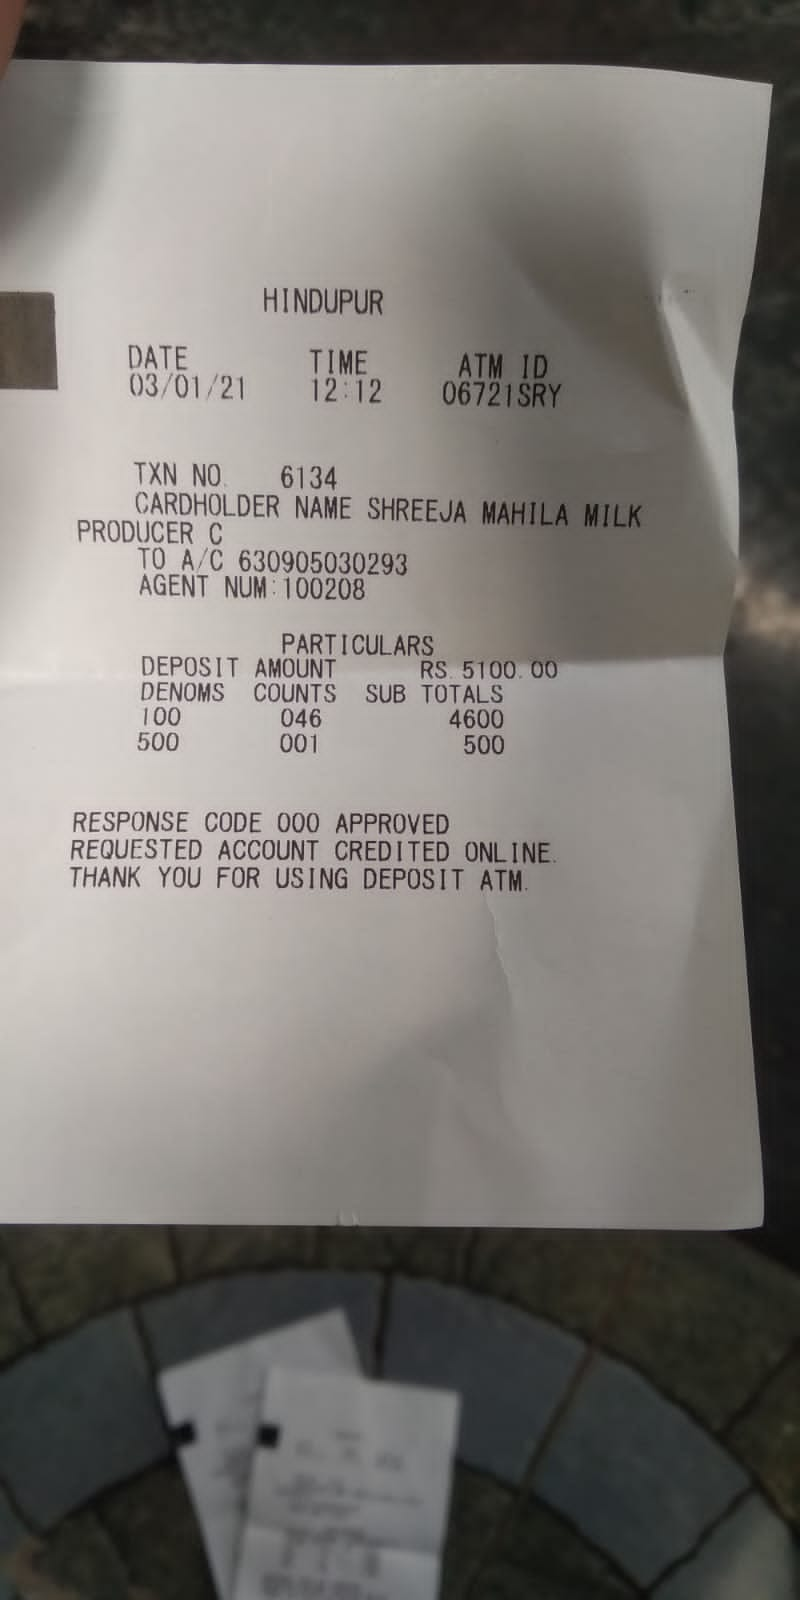 HINDUPUR
DATE TIME ATM ID
03/01/21 12:12 06721SRY
TXN NO. 6134
CARDHOLDER NAME SHREEJA MAHILA MILK
PRODUCER C
TO A/C 630905030293
AGENT NUM:100208
PARTICULARS
DEPOSIT AMOUNT RS. 5100.00
DENOMS COUNTS SUB TOTALS
100 046 4600
500 001 500
RESPONSE CODE 000 APPROVED
REQUESTED ACCOUNT CREDITED ONLINE.
THANK YOU FOR USING DEPOSIT ATM.